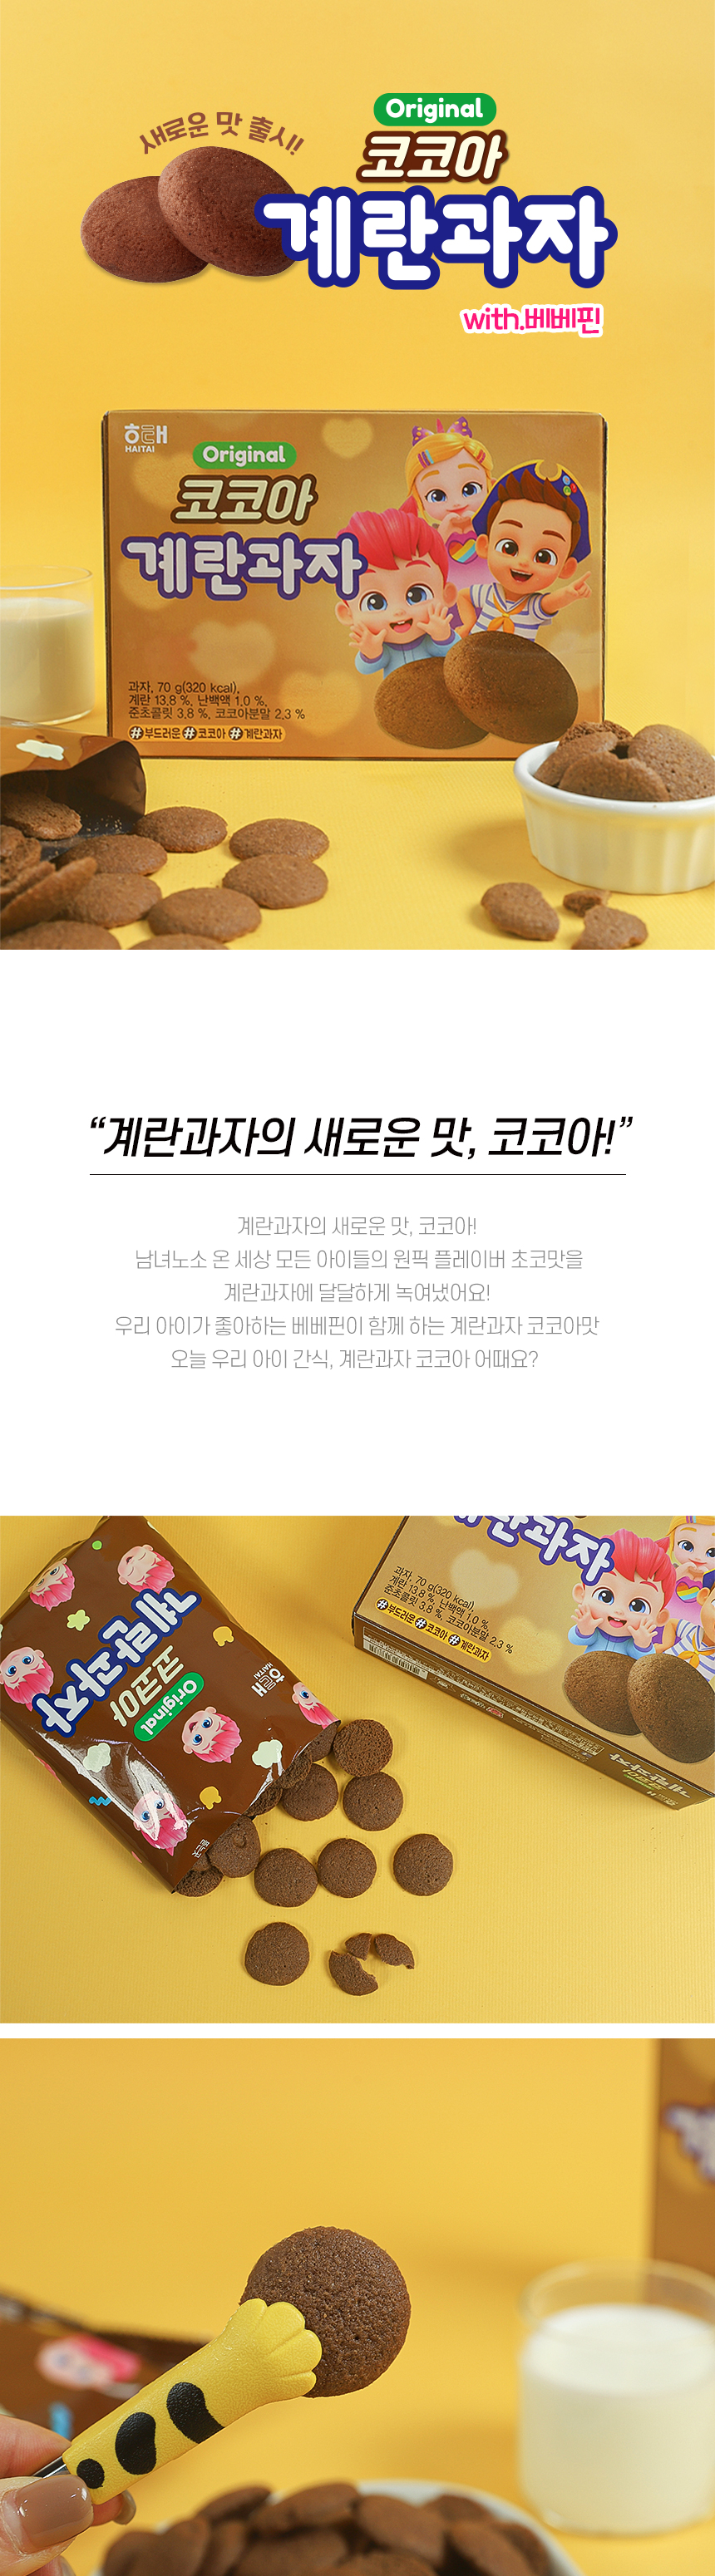 새로운 맛 출시!!
Original
코코아
계란과자
with.베베핀
해태
HAITAI
Original
코코아
계란과자
과자, 70 g(320 kcal),
계란 13.8 %, 난백액 1.0 %,
준초콜릿 3.8 %, 코코아분말 2.3 %
#부드러운 #코코아 #계란과자
“계란과자의 새로운 맛, 코코아!”
계란과자의 새로운 맛, 코코아!
남녀노소 온 세상 모든 아이들의 원픽 플레이버 초코맛을
계란과자에 달달하게 녹여냈어요!
우리 아이가 좋아하는 베베핀이 함께 하는 계란과자 코코아맛
오늘 우리 아이 간식, 계란과자 코코아 어때요?
계란과자
코코아
Original
해태
HAITAI
뜯는곳
계란과자
과자, 70 g(320 kcal)
계란 13.8 %, 난백액 1.0 %,
준초콜릿 3.8 %, 코코아분말 2.3 %
#부드러운 #코코아 #계란과자
코코아
계란과자